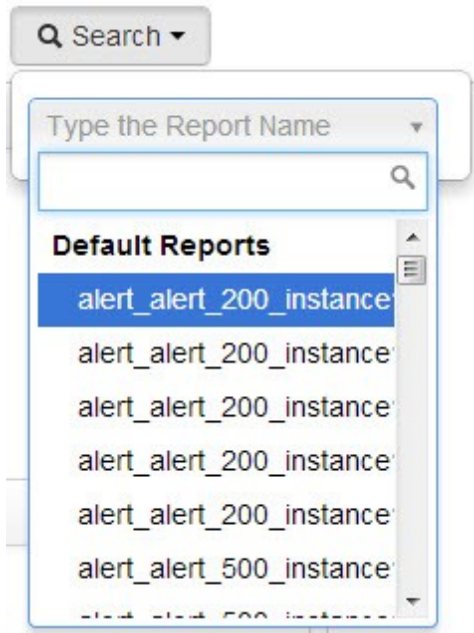 Search
Type the Report Name
Default Reports
alert_alert_200_instance
alert_alert_200_instance
alert_alert_200_instance
alert_alert_200_instance
alert_alert_200_instance
alert_alert_500_instance